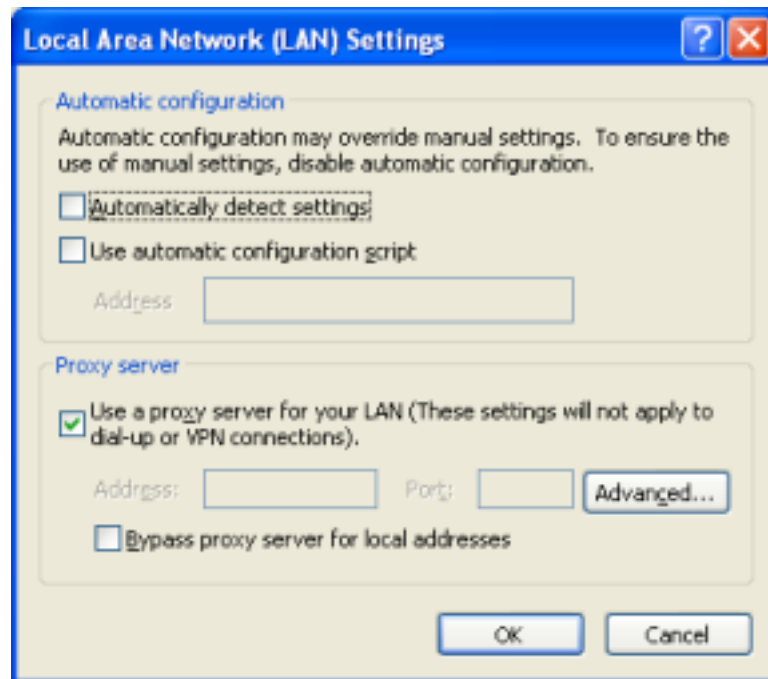 Local Area Network (LAN) Settings
?
Automatic configuration
Automatic configuration may override manual settings. To ensure the
use of manual settings, disable automatic configuration.
Automatically detect settings
Use automatic configuration script
Address
Proxy server
Use a proxy server for your LAN (These settings will not apply to
dial-up or VPN connections).
Address: Port: Advanced...
Bypass proxy server for local addresses
OK Cancel